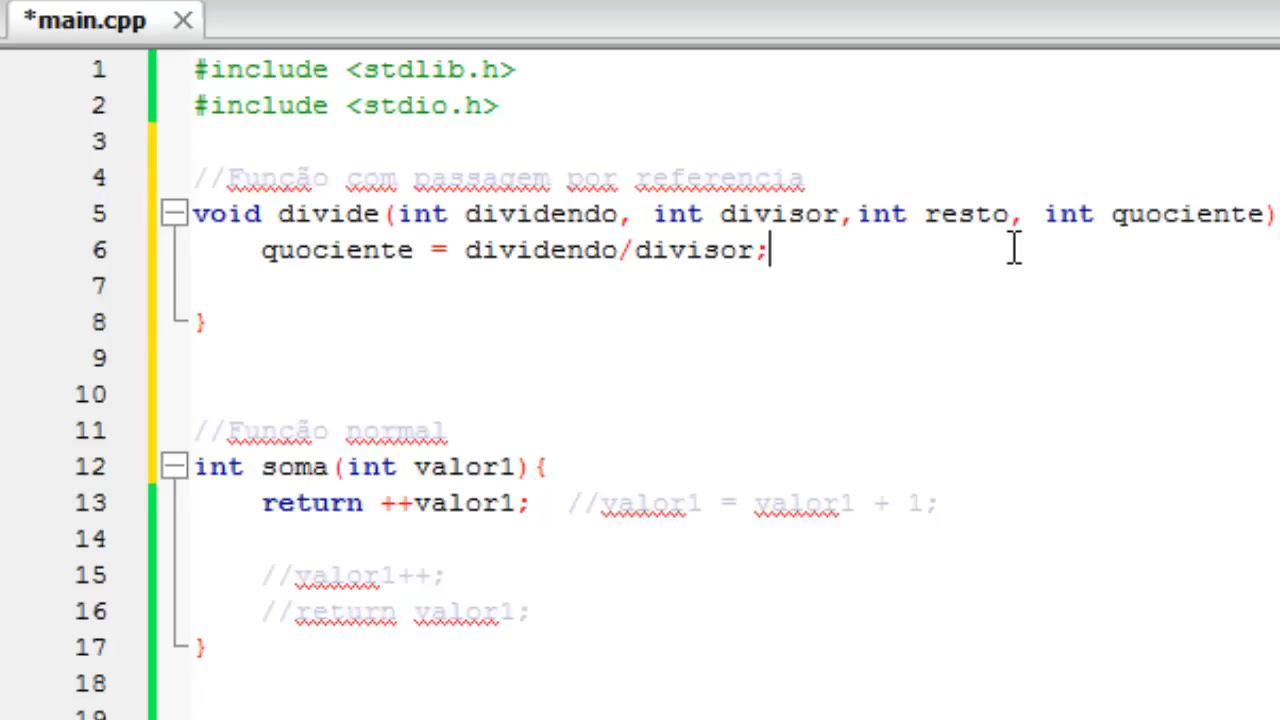 *main.cpp
1 #include <stdlib.h>
2 #include <stdio.h>
3
4 //Função com passagem por referencia
5 void divide(int dividendo, int divisor,int resto, int quociente)
6 quociente = dividendo/divisor;
7
8 }
9
10
11 //Função normal
12 int soma(int valor1){
13 return ++valor1; //valor1 = valor1 + 1;
14
15 //valor1++;
16 //return valor1;
17 }
18
19